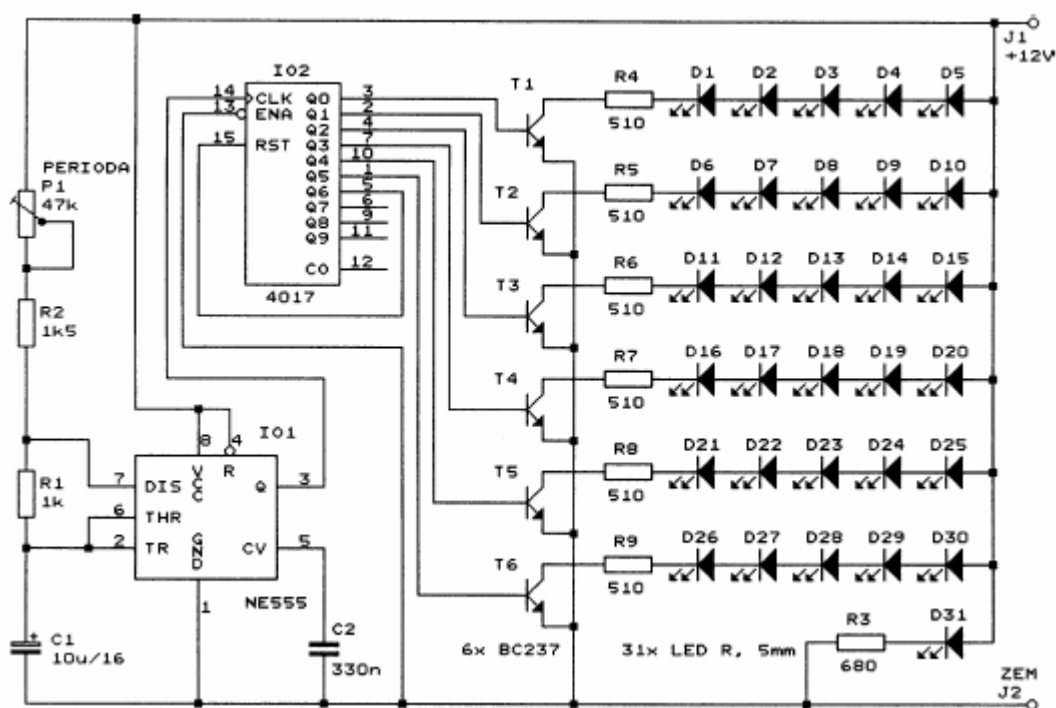 J1
+12V
IO2
14
13
15
CLK
ENA
RST
Q0
Q1
Q2
Q3
Q4
Q5
Q6
Q7
Q8
Q9
CO
3
2
4
7
10
1
5
6
9
11
12
4017
T1
R4
510
D1
D2
D3
D4
D5
T2
R5
510
D6
D7
D8
D9
D10
T3
R6
510
D11
D12
D13
D14
D15
T4
R7
510
D16
D17
D18
D19
D20
T5
R8
510
D21
D22
D23
D24
D25
T6
R9
510
D26
D27
D28
D29
D30
PERIODA
P1
47k
R2
1k5
R1
1k
IO1
8
4
7
6
2
DIS
THR
TR
VCC
R
GND
Q
CV
3
5
1
NE555
C1
+
10u/16
C2
330n
6x BC237
31x LED R, 5mm
R3
680
D31
ZEM
J2